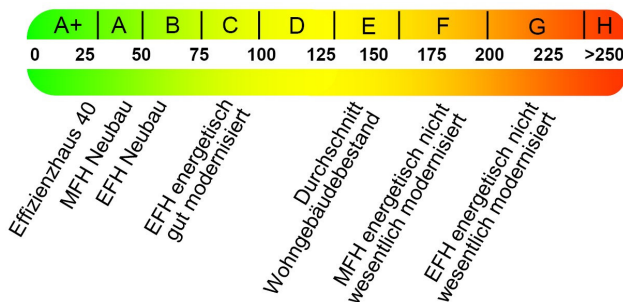 A+ A B C D E F G H
0 25 50 75 100 125 150 175 200 225 >250
Effizienzhaus 40
MFH Neubau
EFH Neubau
EFH energetisch
gut modernisiert
Durchschnitt
Wohngebäudebestand
MFH energetisch nicht
wesentlich modernisiert
EFH energetisch nicht
wesentlich modernisiert